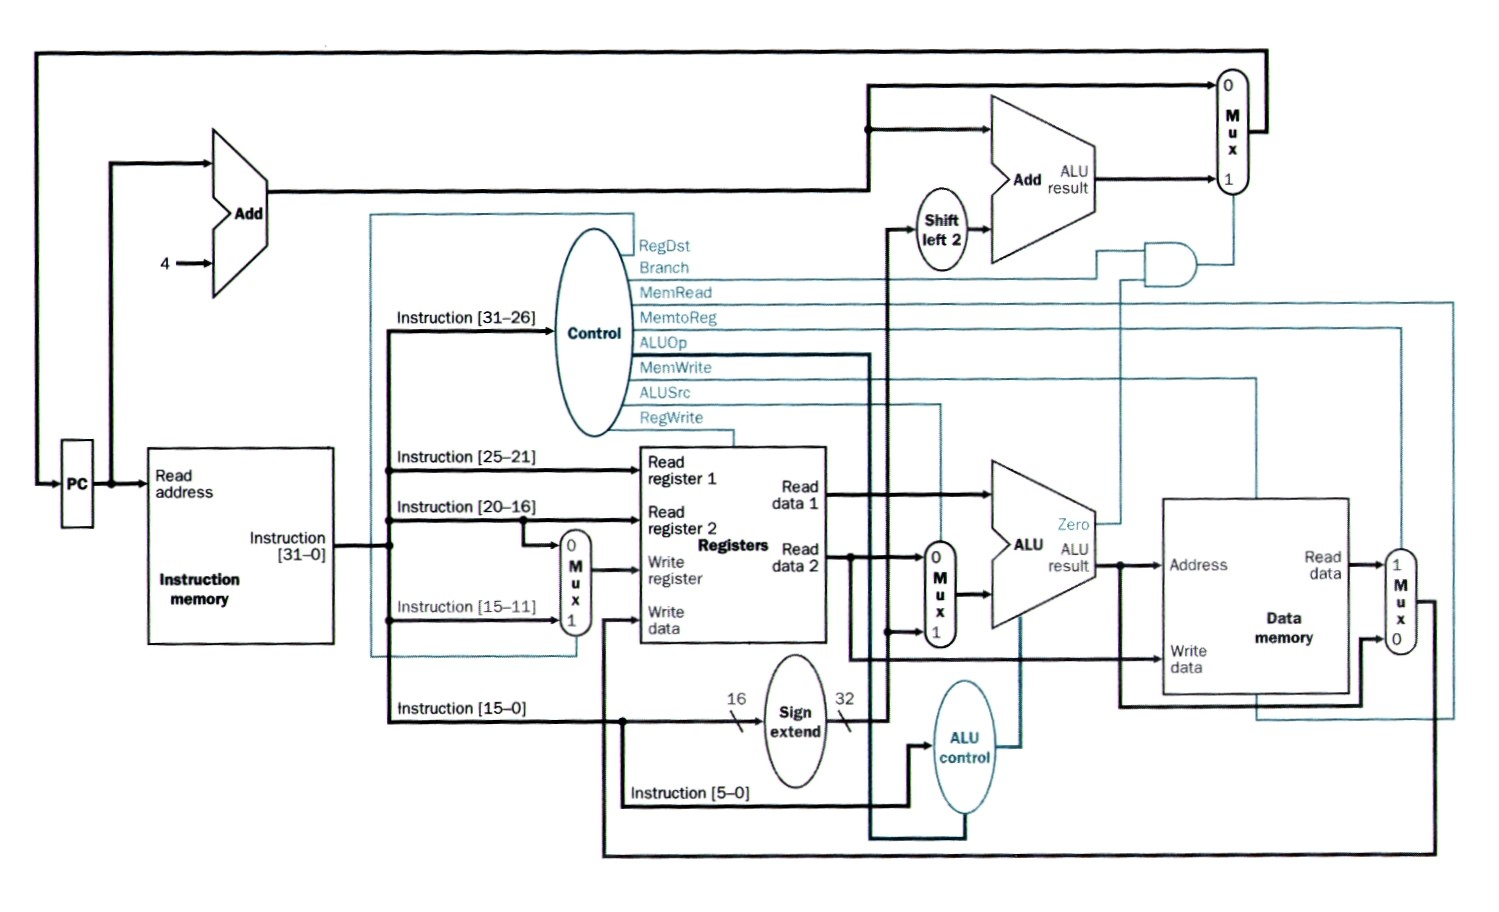 0
M
u
x
1
Add
ALU
result
Shift
left 2
Add
4
RegDst
Branch
MemRead
MemtoReg
ALUOp
MemWrite
ALUSrc
RegWrite
Control
Instruction [31–26]
Instruction [25–21]
Instruction [20–16]
Instruction [15–11]
Instruction [15–0]
Instruction [5–0]
PC
Read
address
Instruction
[31–0]
Instruction
memory
0
M
u
x
1
Read
register 1
Read
register 2
Write
register
Write
data
Registers
Read
data 1
Read
data 2
0
M
u
x
1
Zero
ALU
ALU
result
Address
Write
data
Read
data
Data
memory
1
M
u
x
0
16
Sign
extend
32
ALU
control